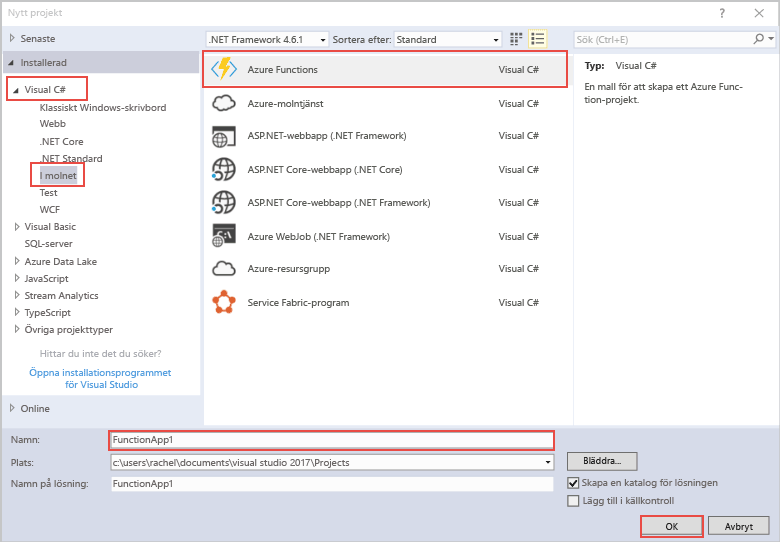 Nytt projekt
?
Senaste
.NET Framework 4.6.1
Sortera efter: Standard
Sök (Ctrl+E)
Installerad
Visual C#
Klassiskt Windows-skrivbord
Webb
.NET Core
.NET Standard
I molnet
Test
WCF
Visual Basic
SQL-server
Azure Data Lake
JavaScript
Stream Analytics
TypeScript
Övriga projekttyper
Hittar du inte det du söker?
Öppna installationsprogrammet
för Visual Studio
Online
Azure Functions Visual C#
Azure-molntjänst Visual C#
ASP.NET-webbapp (.NET Framework) Visual C#
ASP.NET Core-webbapp (.NET Core) Visual C#
ASP.NET Core-webbapp (.NET Framework) Visual C#
Azure WebJob (.NET Framework) Visual C#
Azure-resursgrupp Visual C#
Service Fabric-program Visual C#
Typ: Visual C#
En mall för att skapa ett Azure Func-
tion-projekt.
Namn: FunctionApp1
Plats: c:\users\rachel\documents\visual studio 2017\Projects
Bläddra...
Namn på lösning: FunctionApp1
Skapa en katalog för lösningen
Lägg till i källkontroll
OK
Avbryt